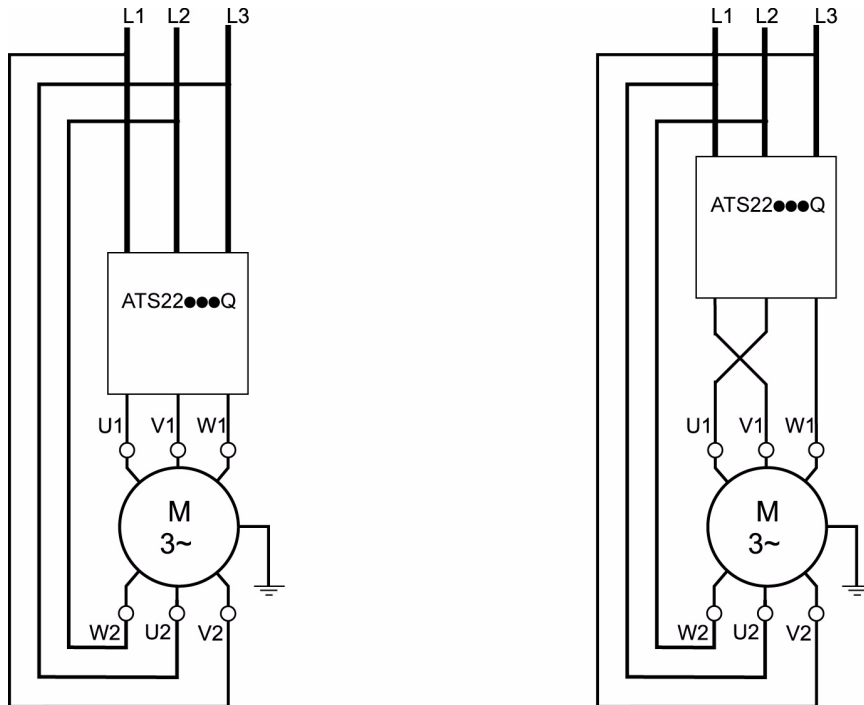 L1 L2 L3
ATS22●●●Q
U1 V1 W1
M
3~
W2 U2 V2
L1 L2 L3
ATS22●●●Q
U1 V1 W1
M
3~
W2 U2 V2